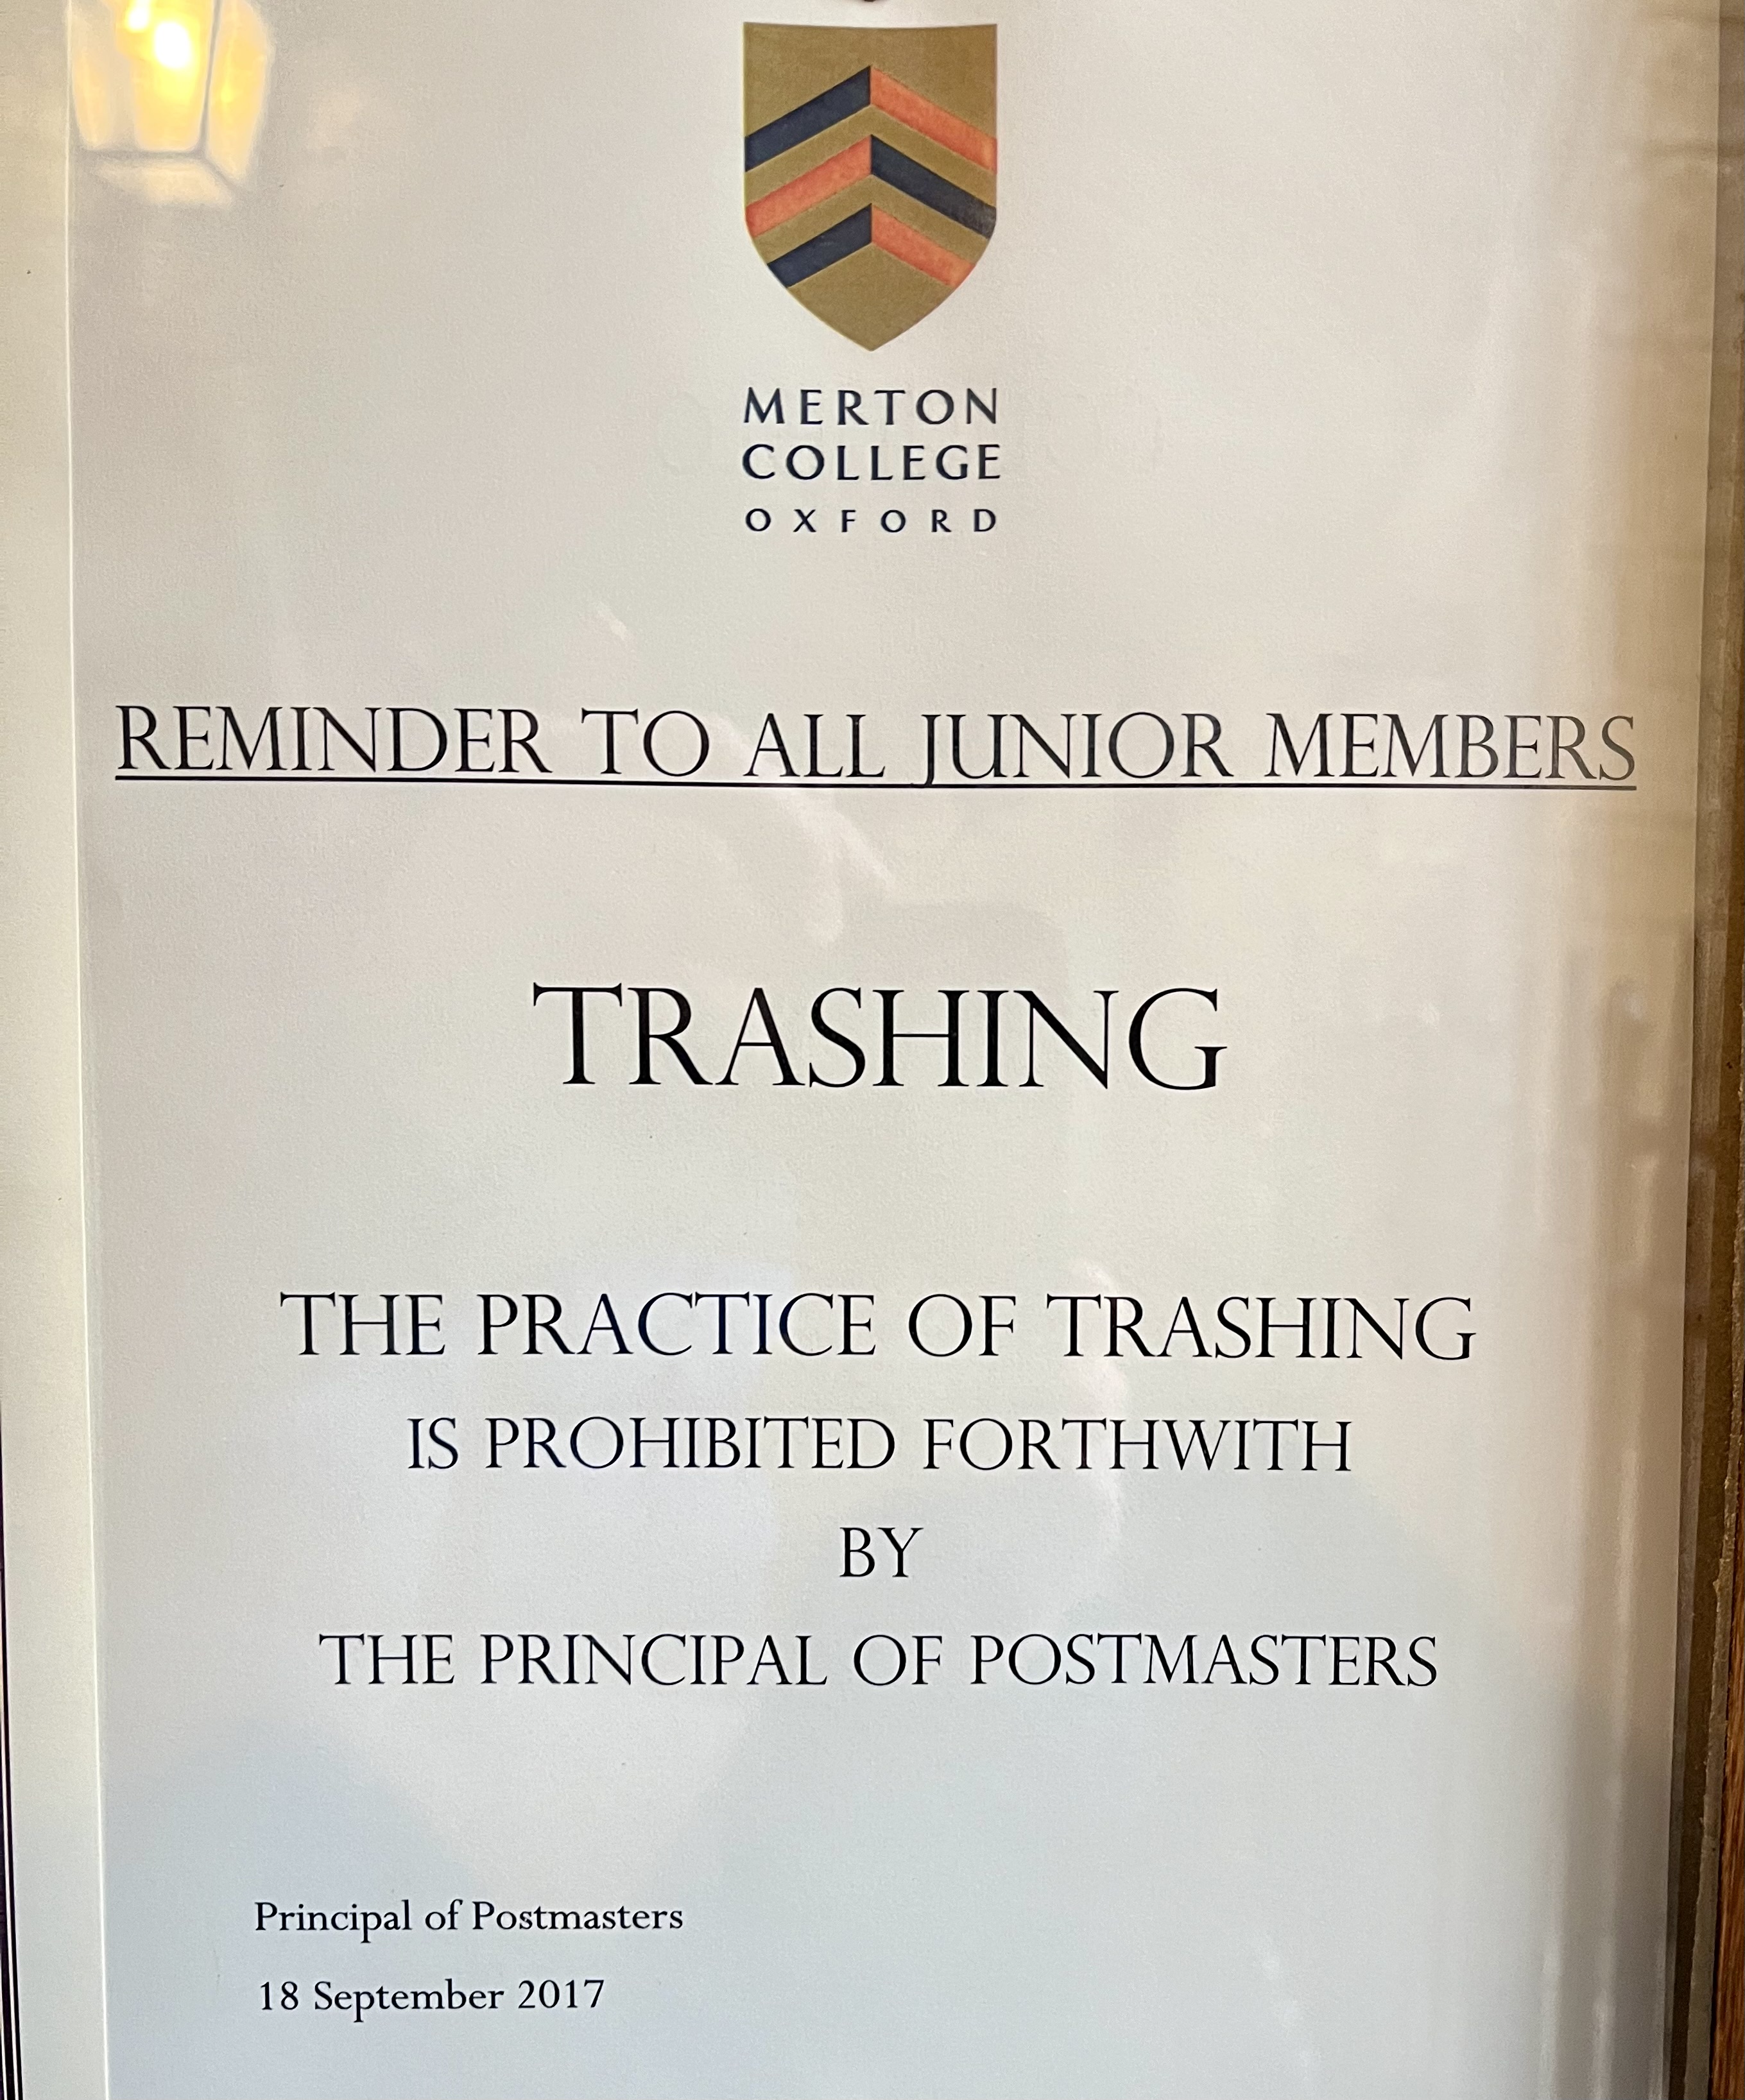 MERTON
COLLEGE
OXFORD
REMINDER TO ALL JUNIOR MEMBERS
TRASHING
THE PRACTICE OF TRASHING
IS PROHIBITED FORTHWITH
BY
THE PRINCIPAL OF POSTMASTERS
Principal of Postmasters
18 September 2017